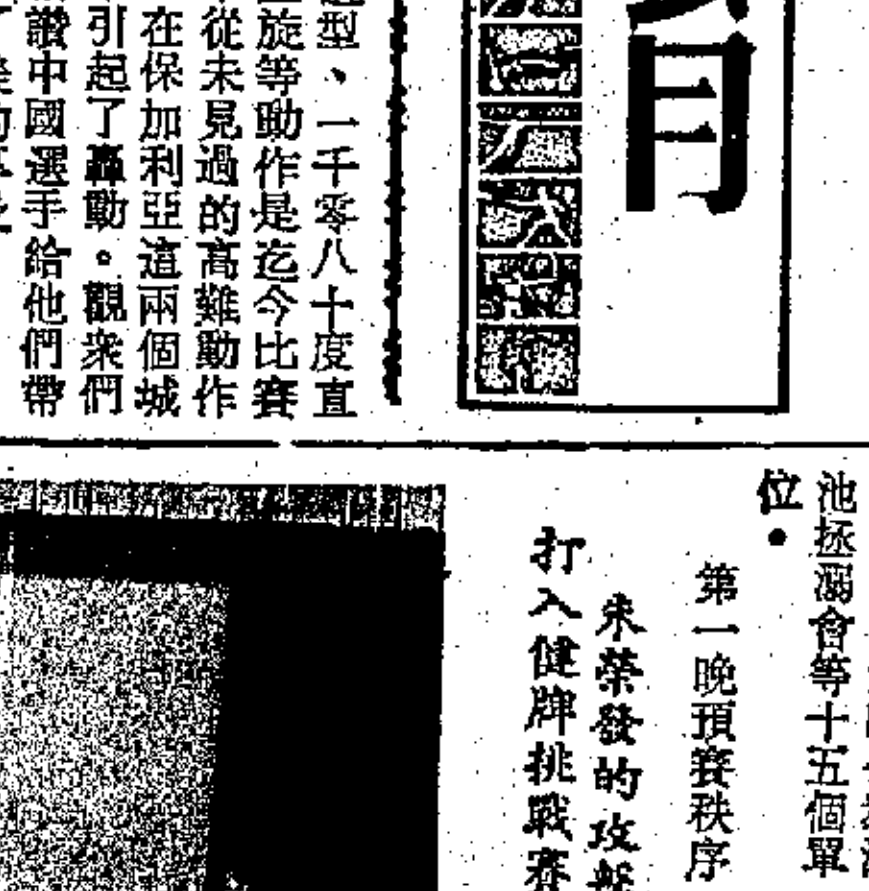 型、一千零八十度直
旋等動作是迄今比賽
從未見過的高難動作
在保加利亞這兩個城
引起了轟動。觀衆們
讚中國選手給他們帶
池拯溺會等十五個單
位。
第一晚預賽秩序
朱榮發的攻
打入健牌挑戰賽